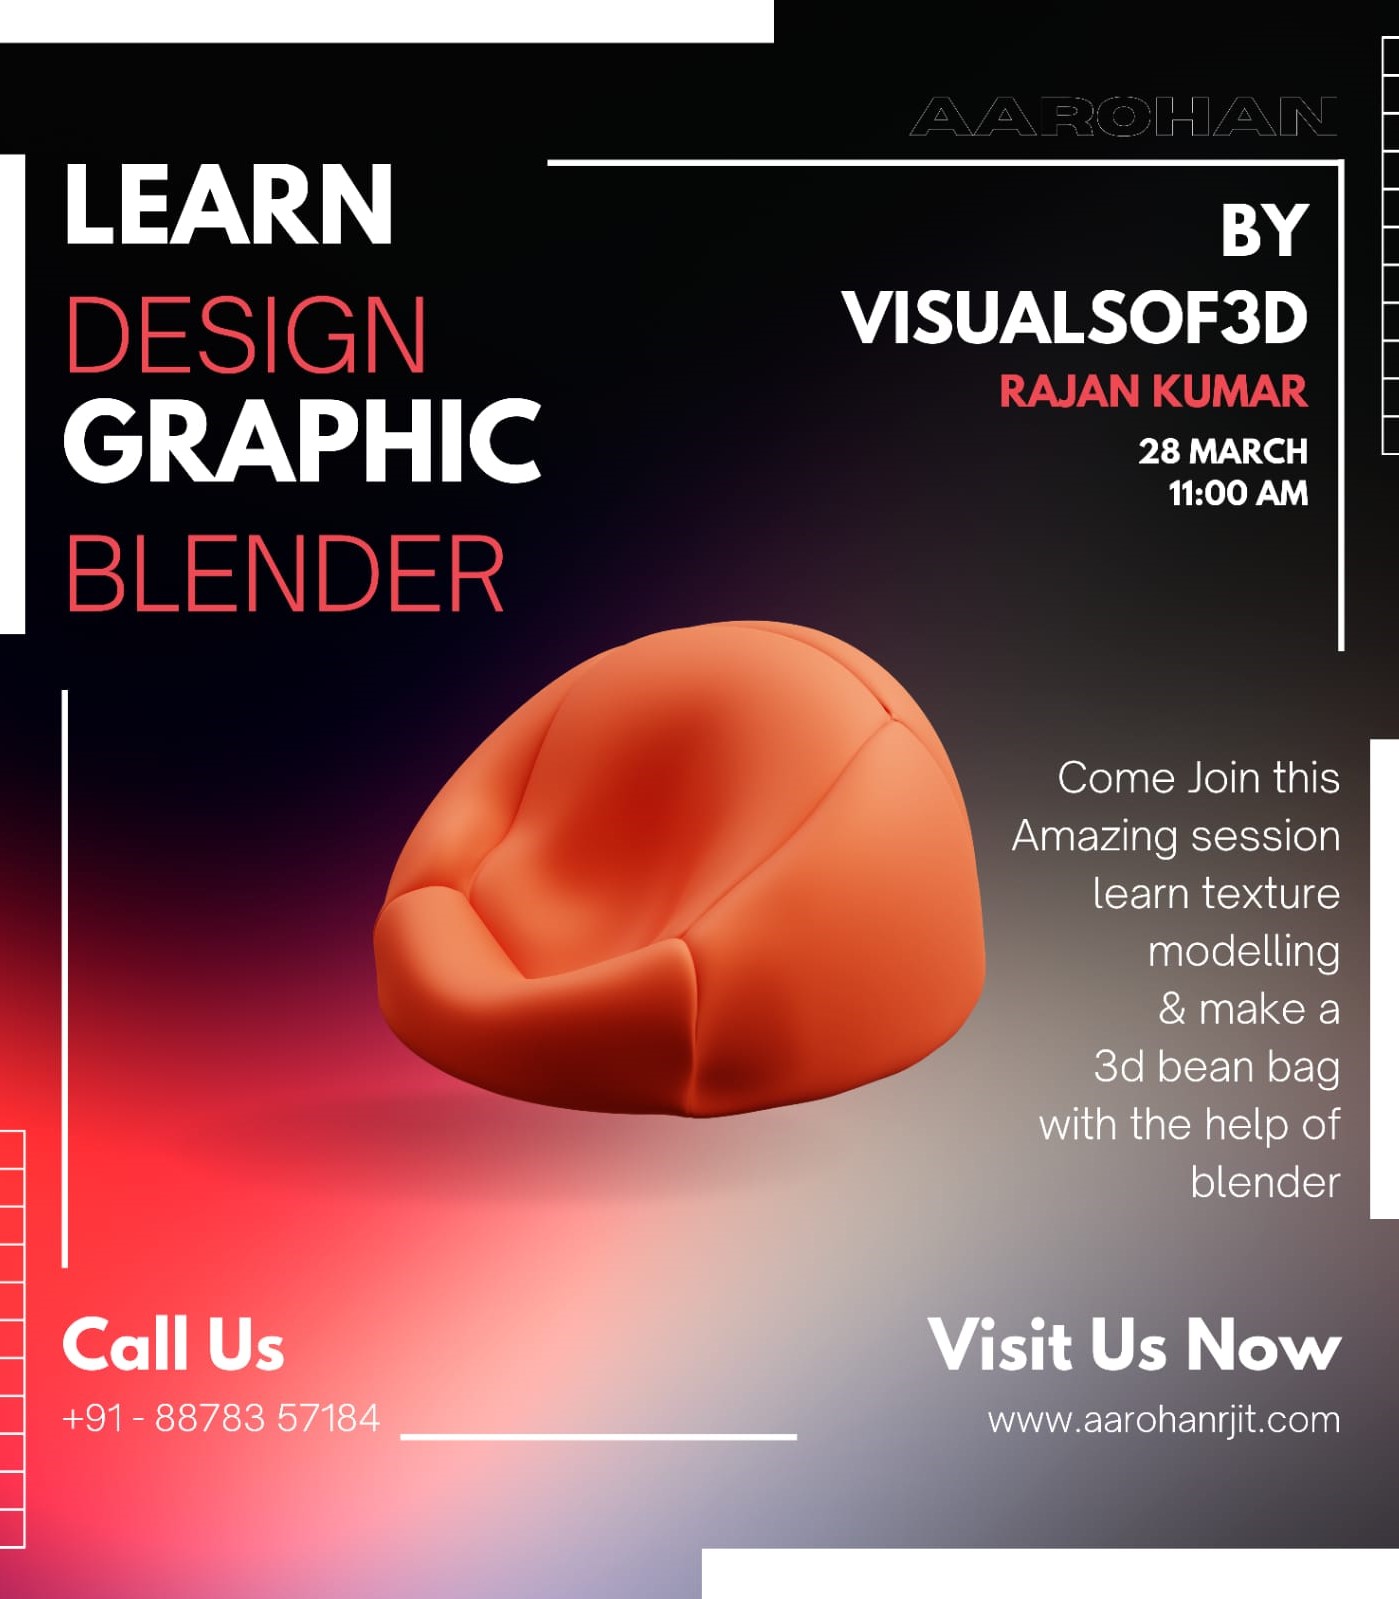 AAROHAN
LEARN
DESIGN
GRAPHIC
BLENDER
BY
VISUALSOF3D
RAJAN KUMAR
28 MARCH
11:00 AM
Come Join this
Amazing session
learn texture
modelling
& make a
3d bean bag
with the help of
blender
Call Us
+91 - 88783 57184
Visit Us Now
www.aarohanrjit.com